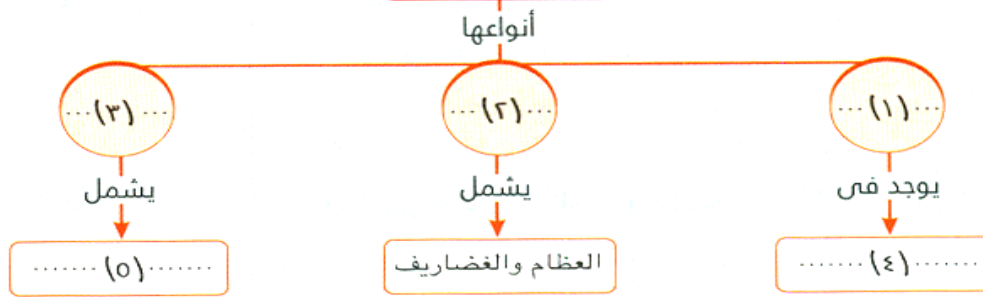 أنواعها
...(١)... ...(٢)... ...(٣)...
يوجد فى يشمل يشمل
.......(٤)....... العظام والغضاريف .......(٥).......